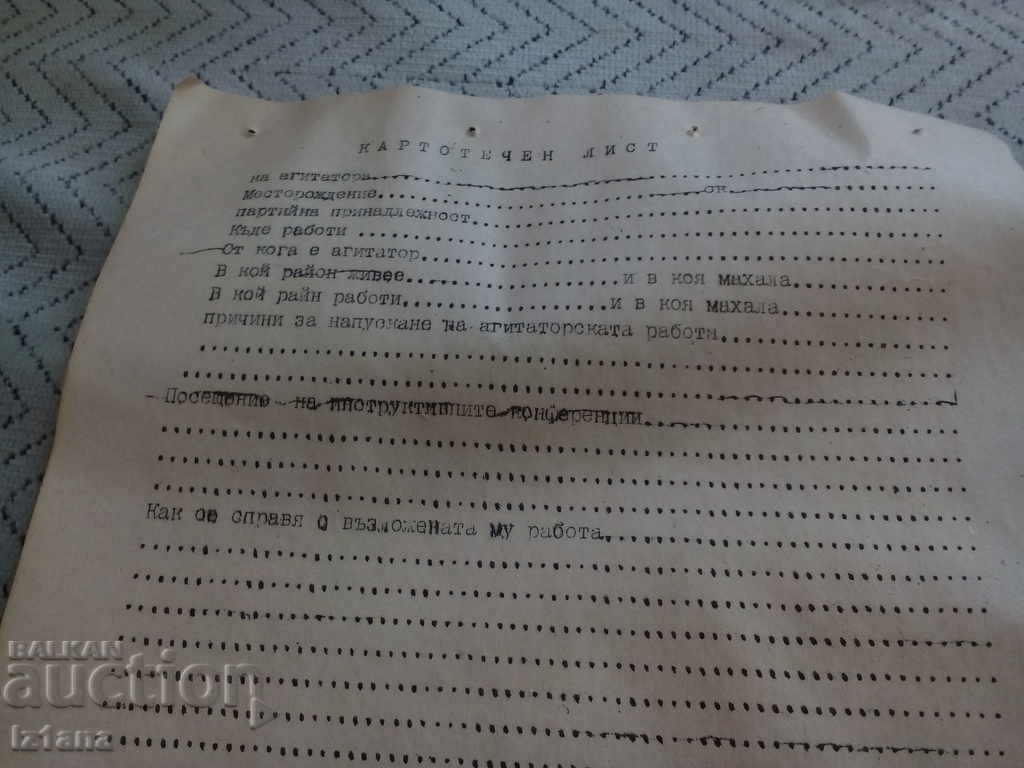 КАРТОТЕЧЕН ЛИСТ
на агитатора........................................................
Месторождение....................................ок........................
партийна принадлежност................................................
Къде работи............................................................
От кога е агитатор......................................................
В кой район живее........................и в коя махала................
В кой райн работи......................и в коя махала................
причини за напускане на агитаторската работа........................
........................................................................
........................................................................
Посещение на инструктивните конференции..............................
........................................................................
........................................................................
........................................................................
Как се справя с възложената му работа.................................
........................................................................
........................................................................
........................................................................
........................................................................
........................................................................
........................................................................
........................................................................
BALKAN
auction
iz1ana